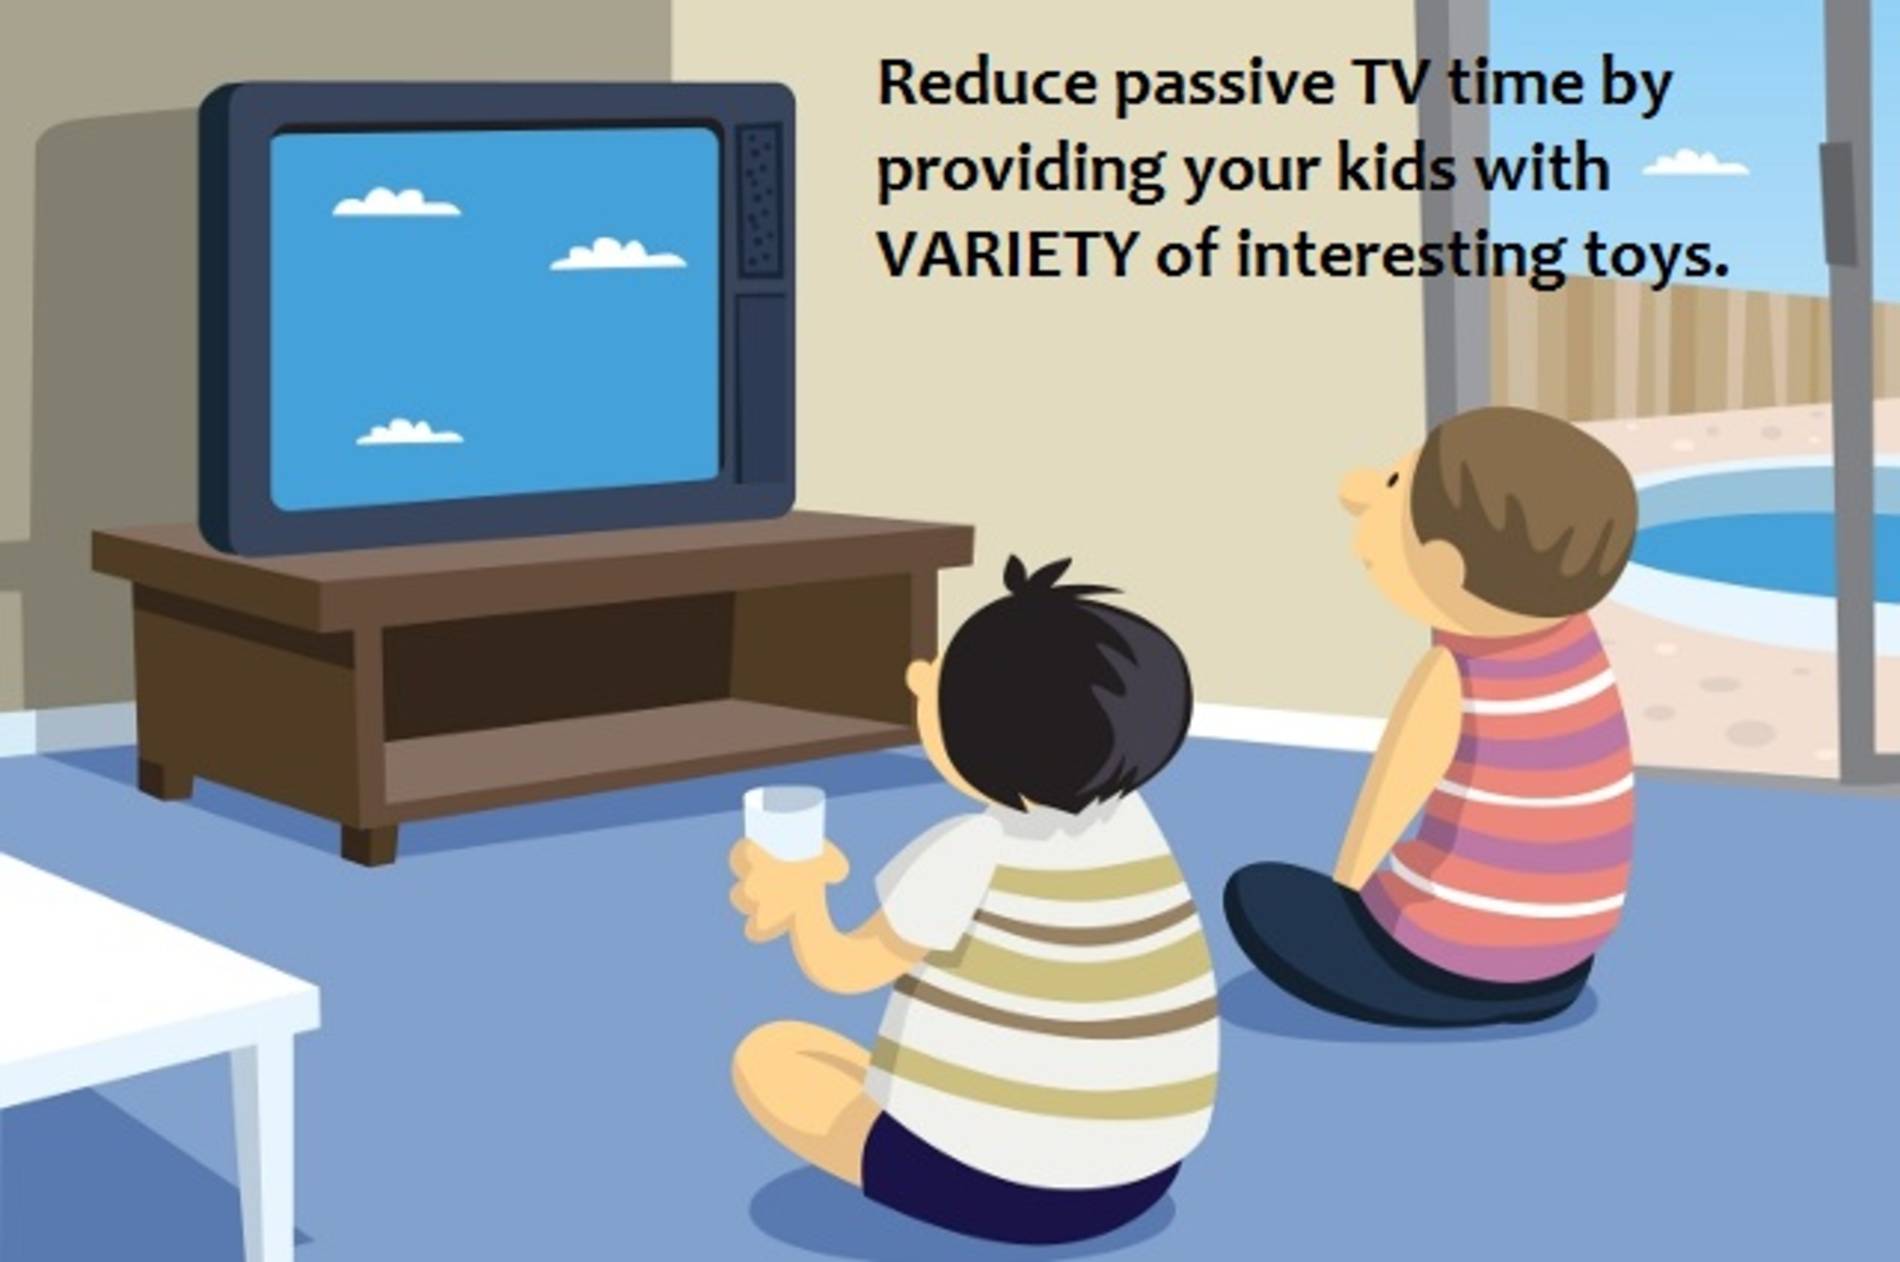 Reduce passive TV time by
providing your kids with
VARIETY of interesting toys.